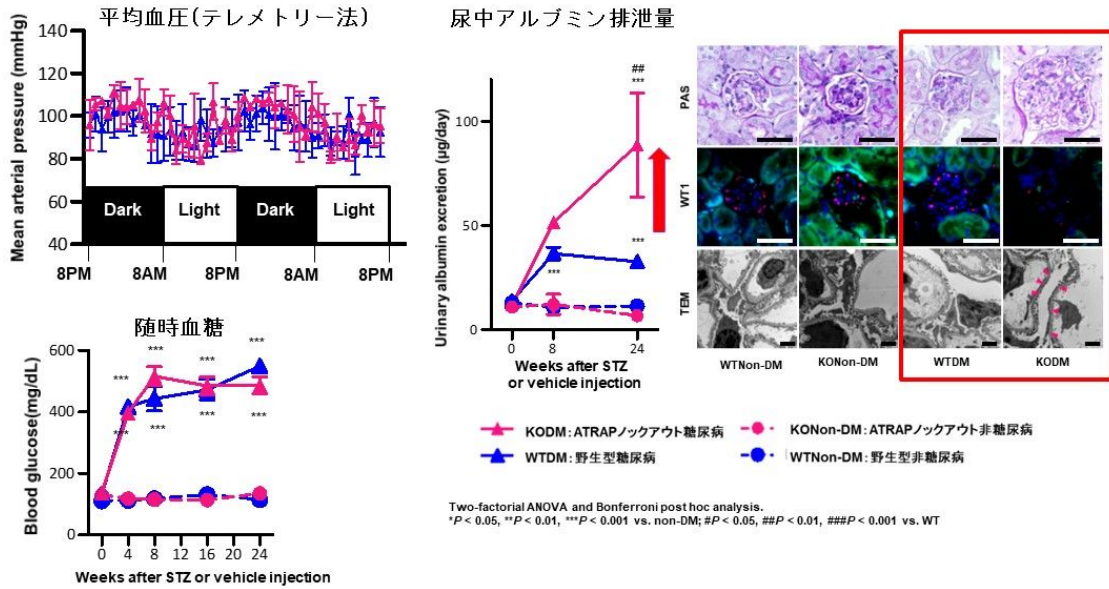 平均血圧(テレメトリー法)
Mean arterial pressure (mmHg)
140
120
100
80
60
40
Dark
Light
Dark
Light
8PM
8AM
8PM
8AM
8PM
随時血糖
Blood glucose(mg/dL)
600
400
200
0
***
***
***
***
***
***
***
***
0
4
8
12
16
20
24
Weeks after STZ or vehicle injection
尿中アルブミン排泄量
Urinary albumin excretion (μg/day)
100
50
0
##
***
***
***
0
8
24
Weeks after STZ
or vehicle injection
PAS
WT1
TEM
WTNon-DM
KONon-DM
WTDM
KODM
KODM:ATRAPノックアウト糖尿病
KONon-DM:ATRAPノックアウト非糖尿病
WTDM:野生型糖尿病
WTNon-DM:野生型非糖尿病
Two-factorial ANOVA and Bonferroni post hoc analysis.
*P < 0.05, **P < 0.01, ***P < 0.001 vs. non-DM; #P < 0.05, ##P < 0.01, ###P < 0.001 vs. WT